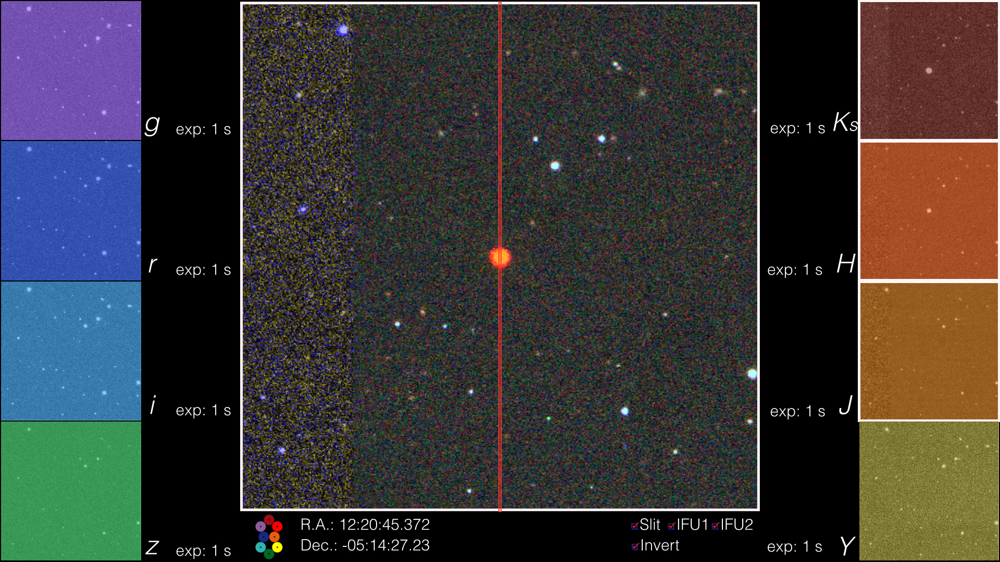 g exp: 1 s
r exp: 1 s
i exp: 1 s
z exp: 1 s
exp: 1 s Ks
exp: 1 s H
exp: 1 s J
exp: 1 s Y
R.A.: 12:20:45.372
Dec.: -05:14:27.23
Slit IFU1 IFU2
Invert